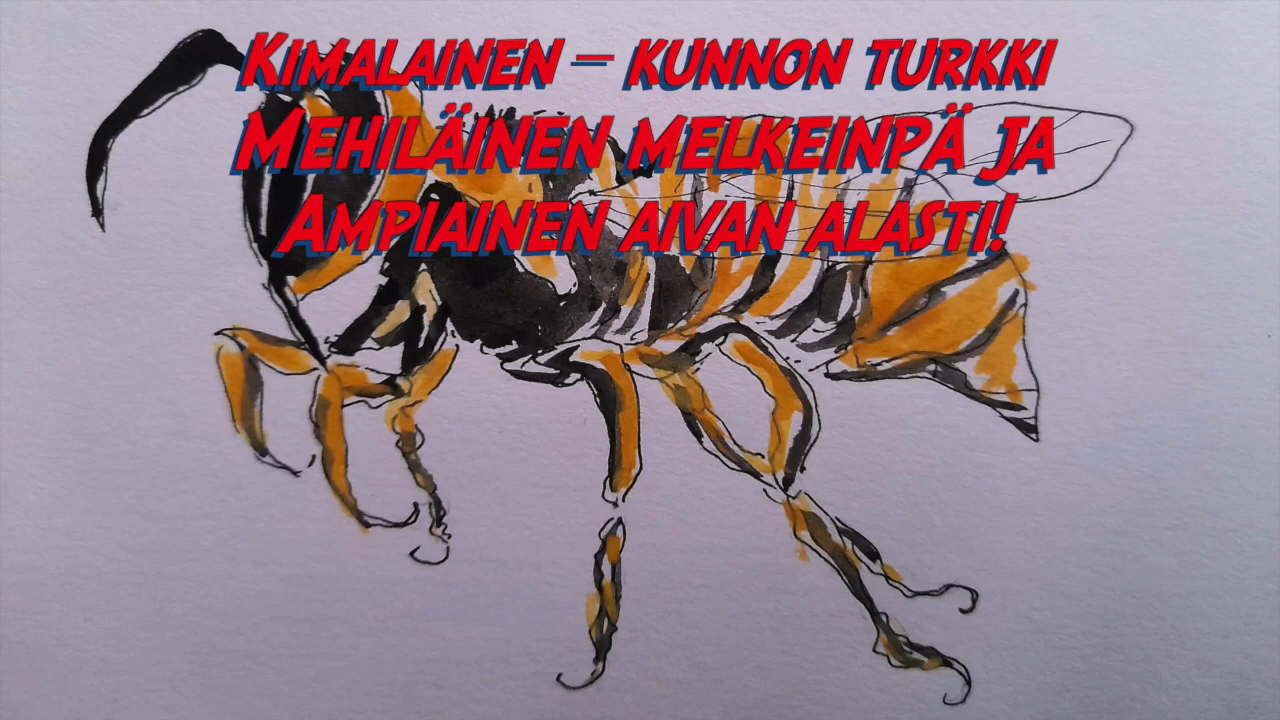 Kimalainen – kunnon turkki
Mehiläinen melkeinpä ja
Ampiainen aivan alasti!